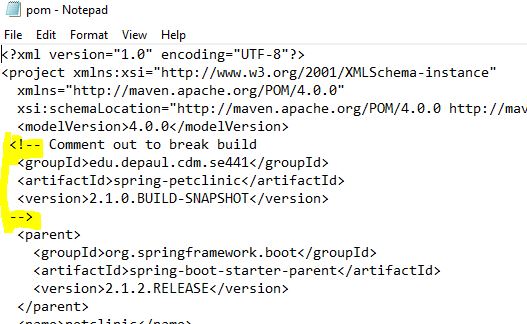 pom - Notepad
File Edit Format View Help
<?xml version="1.0" encoding="UTF-8"?>
<project xmlns:xsi="http://www.w3.org/2001/XMLSchema-instance"
xmlns="http://maven.apache.org/POM/4.0.0"
xsi:schemaLocation="http://maven.apache.org/POM/4.0.0 http://mav
<modelVersion>4.0.0</modelVersion>
<!-- Comment out to break build
<groupId>edu.depaul.cdm.se441</groupId>
<artifactId>spring-petclinic</artifactId>
<version>2.1.0.BUILD-SNAPSHOT</version>
-->
<parent>
<groupId>org.springframework.boot</groupId>
<artifactId>spring-boot-starter-parent</artifactId>
<version>2.1.2.RELEASE</version>
</parent>
<name>petclinic</name>